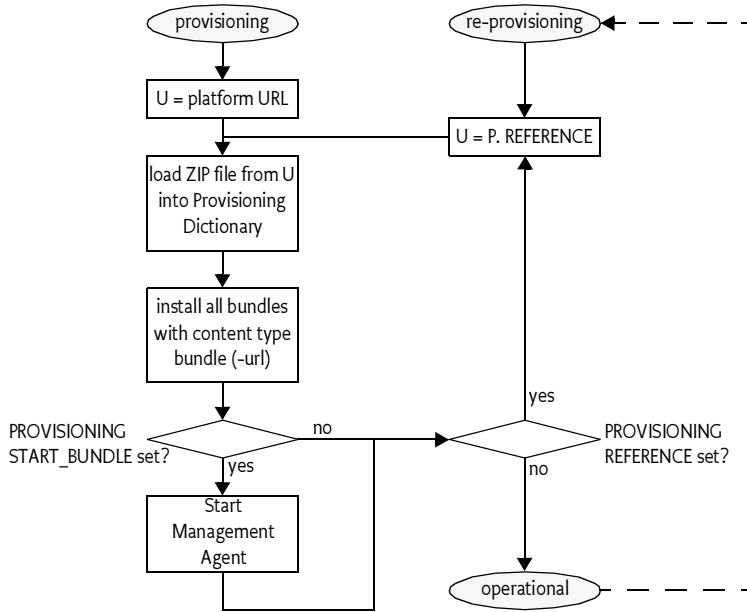 provisioning
re-provisioning
U = platform URL
U = P. REFERENCE
load ZIP file from U
into Provisioning
Dictionary
install all bundles
with content type
bundle (-url)
PROVISIONING
START_BUNDLE set?
no
yes
yes
PROVISIONING
REFERENCE set?
no
Start
Management
Agent
operational